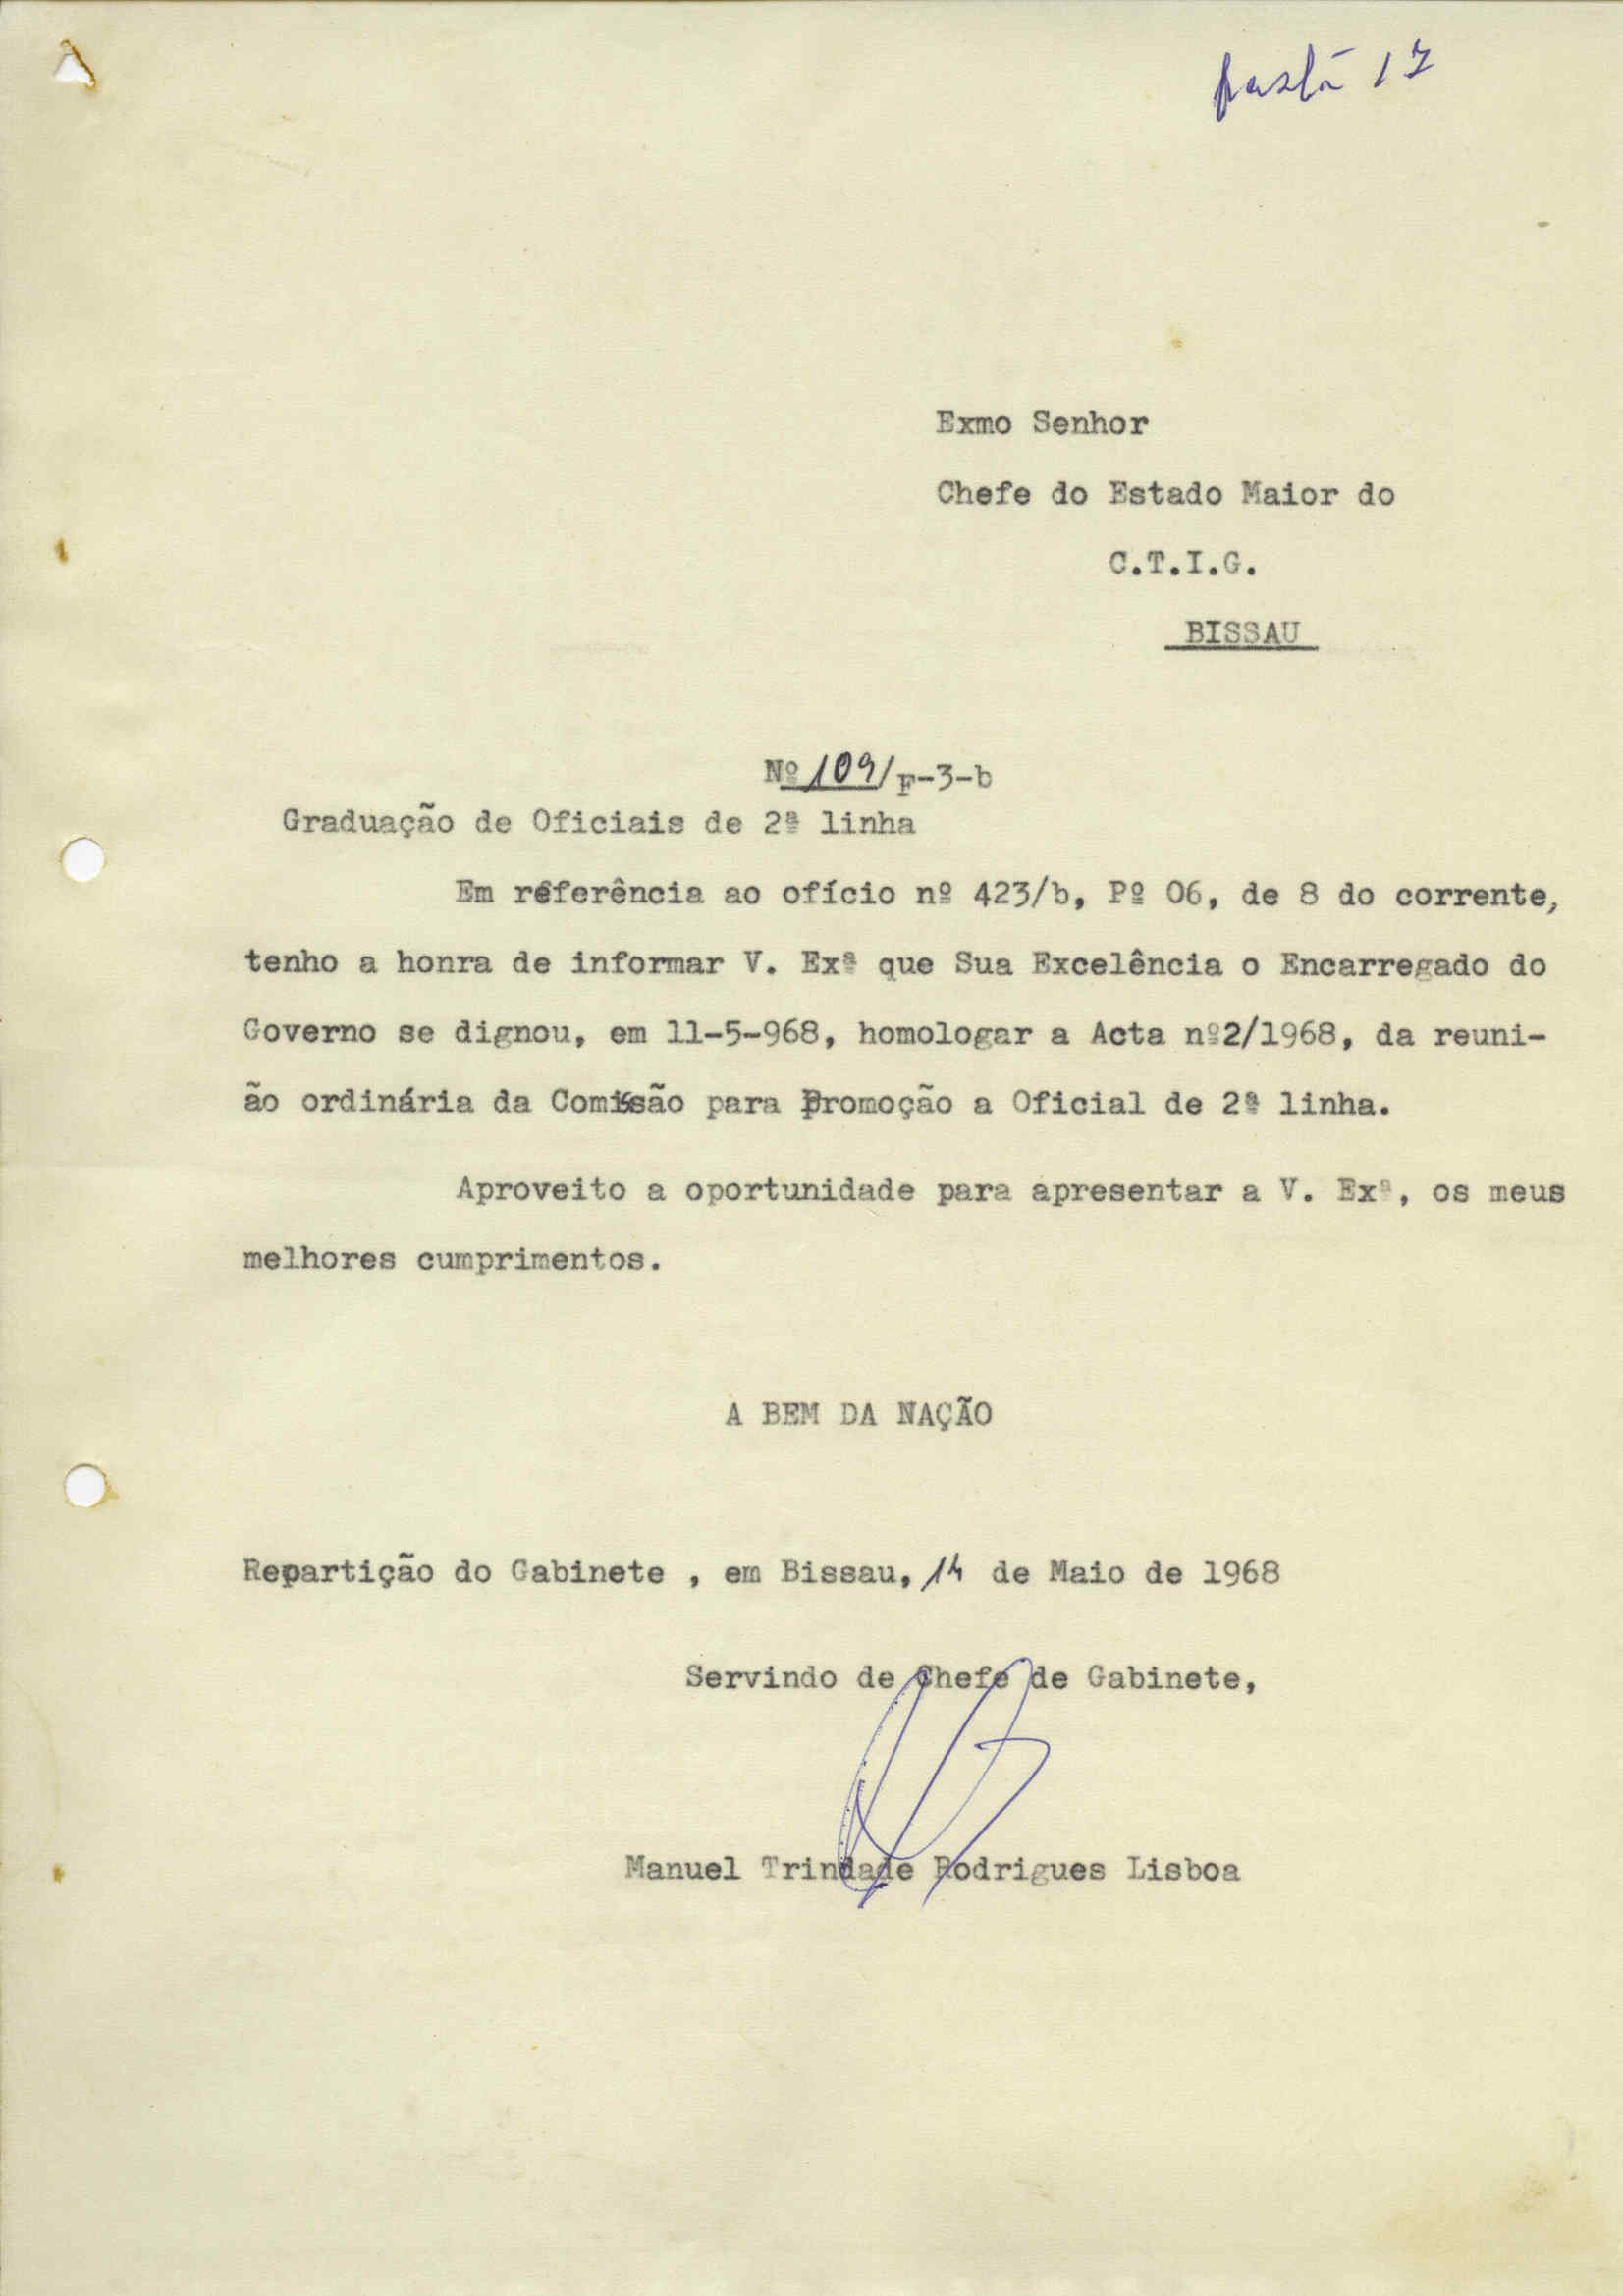 pasta 17
Exmo Senhor
Chefe do Estado Maior do
C.T.I.G.
BISSAU
Nº 109/F-3-b
Graduação de Oficiais de 2ª linha
Em referência ao ofício nº 423/b, Pº 06, de 8 do corrente,
tenho a honra de informar V. Exª que Sua Excelência o Encarregado do
Governo se dignou, em 11-5-968, homologar a Acta nº2/1968, da reuni-
ão ordinária da Comissão para Promoção a Oficial de 2ª linha.
Aproveito a oportunidade para apresentar a V. Exª, os meus
melhores cumprimentos.
A BEM DA NAÇÃO
Repartição do Gabinete , em Bissau, 14 de Maio de 1968
Servindo de Chefe de Gabinete,
Manuel Trindade Rodrigues Lisboa